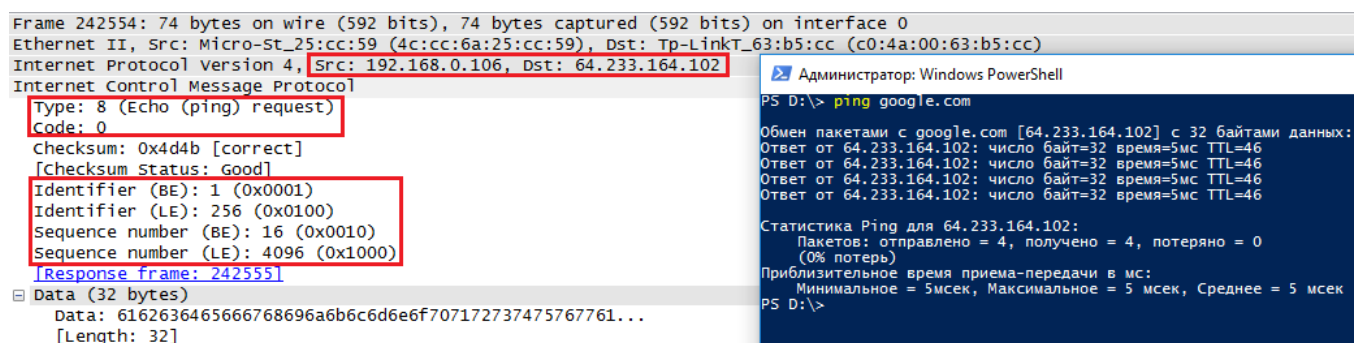 Frame 242554: 74 bytes on wire (592 bits), 74 bytes captured (592 bits) on interface 0
Ethernet II, Src: Micro-St_25:cc:59 (4c:cc:6a:25:cc:59), Dst: Tp-LinkT_63:b5:cc (c0:4a:00:63:b5:cc)
Internet Protocol Version 4, Src: 192.168.0.106, Dst: 64.233.164.102
Internet Control Message Protocol
Type: 8 (Echo (ping) request)
Code: 0
Checksum: 0x4d4b [correct]
[Checksum Status: Good]
Identifier (BE): 1 (0x0001)
Identifier (LE): 256 (0x0100)
Sequence number (BE): 16 (0x0010)
Sequence number (LE): 4096 (0x1000)
[Response frame: 242555]
Data (32 bytes)
Data: 6162636465666768696a6b6c6d6e6f707172737475767761...
[Length: 32]
Администратор: Windows PowerShell
PS D:\> ping google.com
Обмен пакетами с google.com [64.233.164.102] с 32 байтами данных:
Ответ от 64.233.164.102: число байт=32 время=5мс TTL=46
Ответ от 64.233.164.102: число байт=32 время=5мс TTL=46
Ответ от 64.233.164.102: число байт=32 время=5мс TTL=46
Ответ от 64.233.164.102: число байт=32 время=5мс TTL=46
Статистика Ping для 64.233.164.102:
Пакетов: отправлено = 4, получено = 4, потеряно = 0
(0% потерь)
Приблизительное время приема-передачи в мс:
Минимальное = 5мсек, Максимальное = 5 мсек, Среднее = 5 мсек
PS D:\>